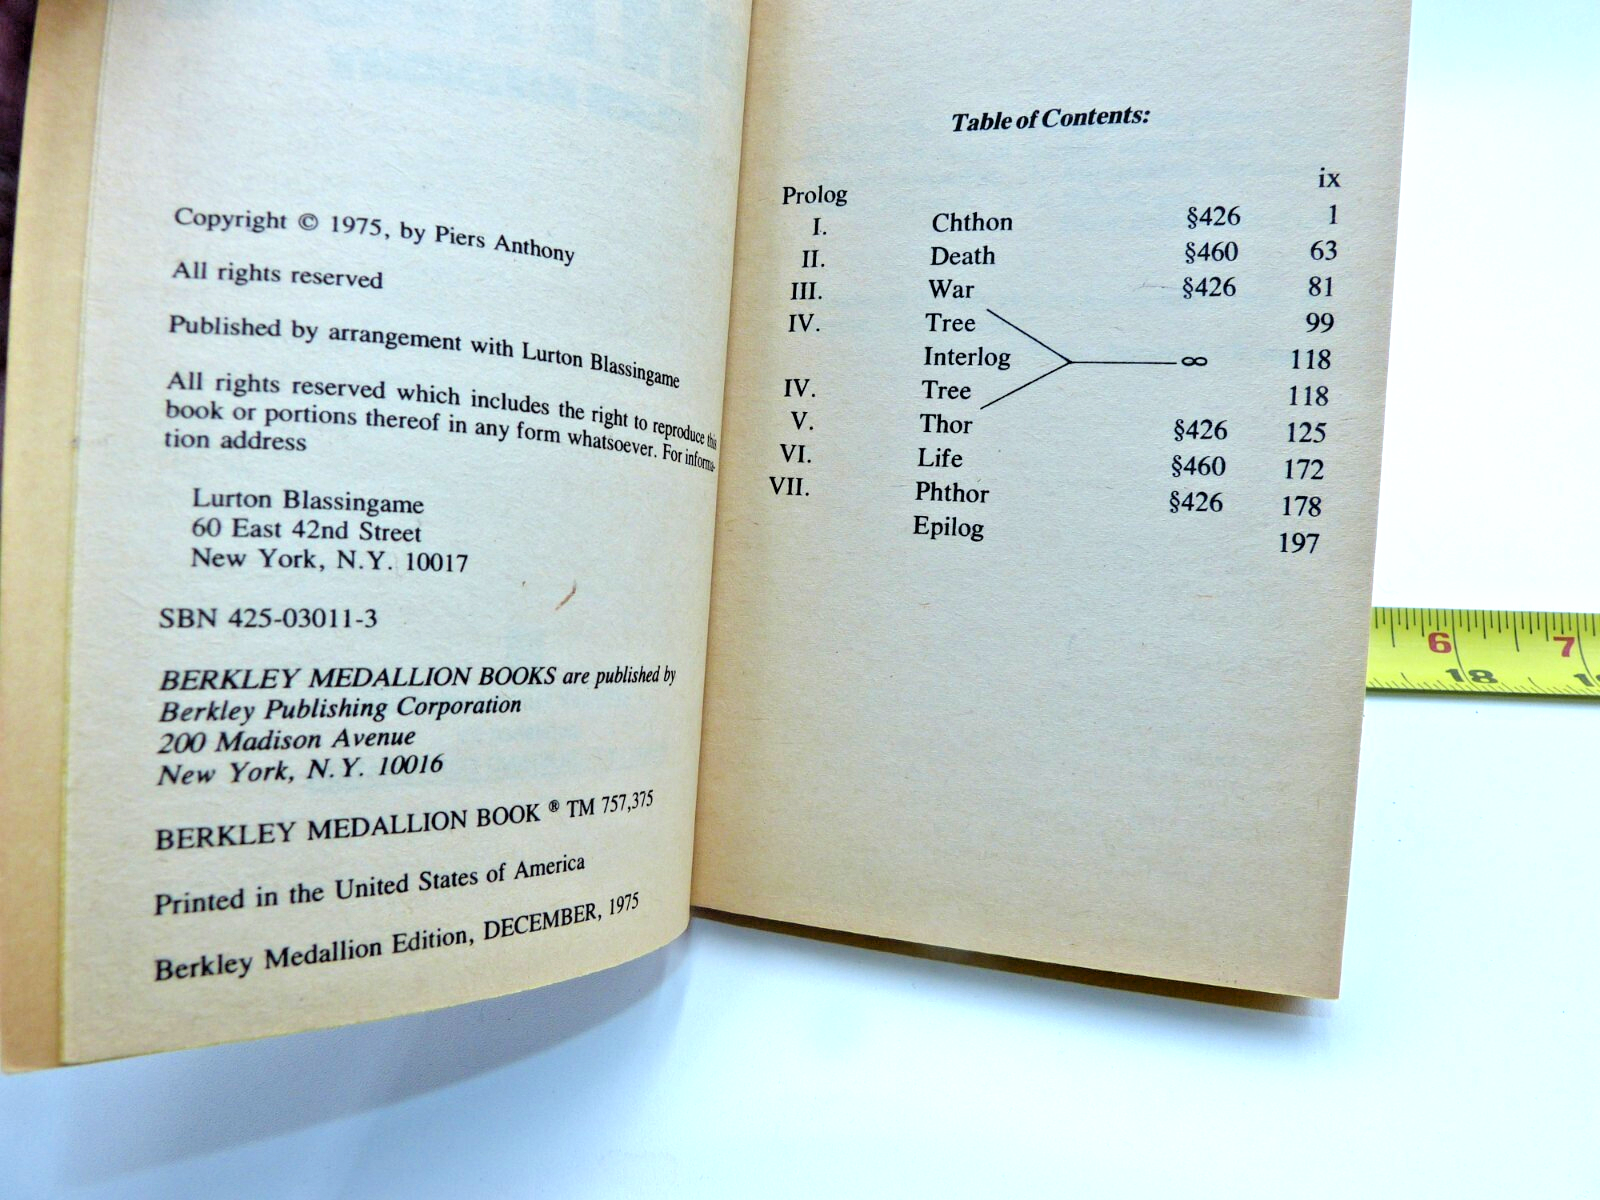 Copyright © 1975, by Piers Anthony
All rights reserved
Published by arrangement with Lurton Blassingame
All rights reserved which includes the right to reproduce this
book or portions thereof in any form whatsoever. For informa-
tion address
Lurton Blassingame
60 East 42nd Street
New York, N.Y. 10017
SBN 425-03011-3
BERKLEY MEDALLION BOOKS are published by
Berkley Publishing Corporation
200 Madison Avenue
New York, N.Y. 10016
BERKLEY MEDALLION BOOK ® TM 757,375
Printed in the United States of America
Berkley Medallion Edition, DECEMBER, 1975
Table of Contents:
Prolog ix
I. Chthon §426 1
II. Death §460 63
III. War §426 81
IV. Tree 99
Interlog ∞ 118
IV. Tree 118
V. Thor §426 125
VI. Life §460 172
VII. Phthor §426 178
Epilog 197
6 7
18